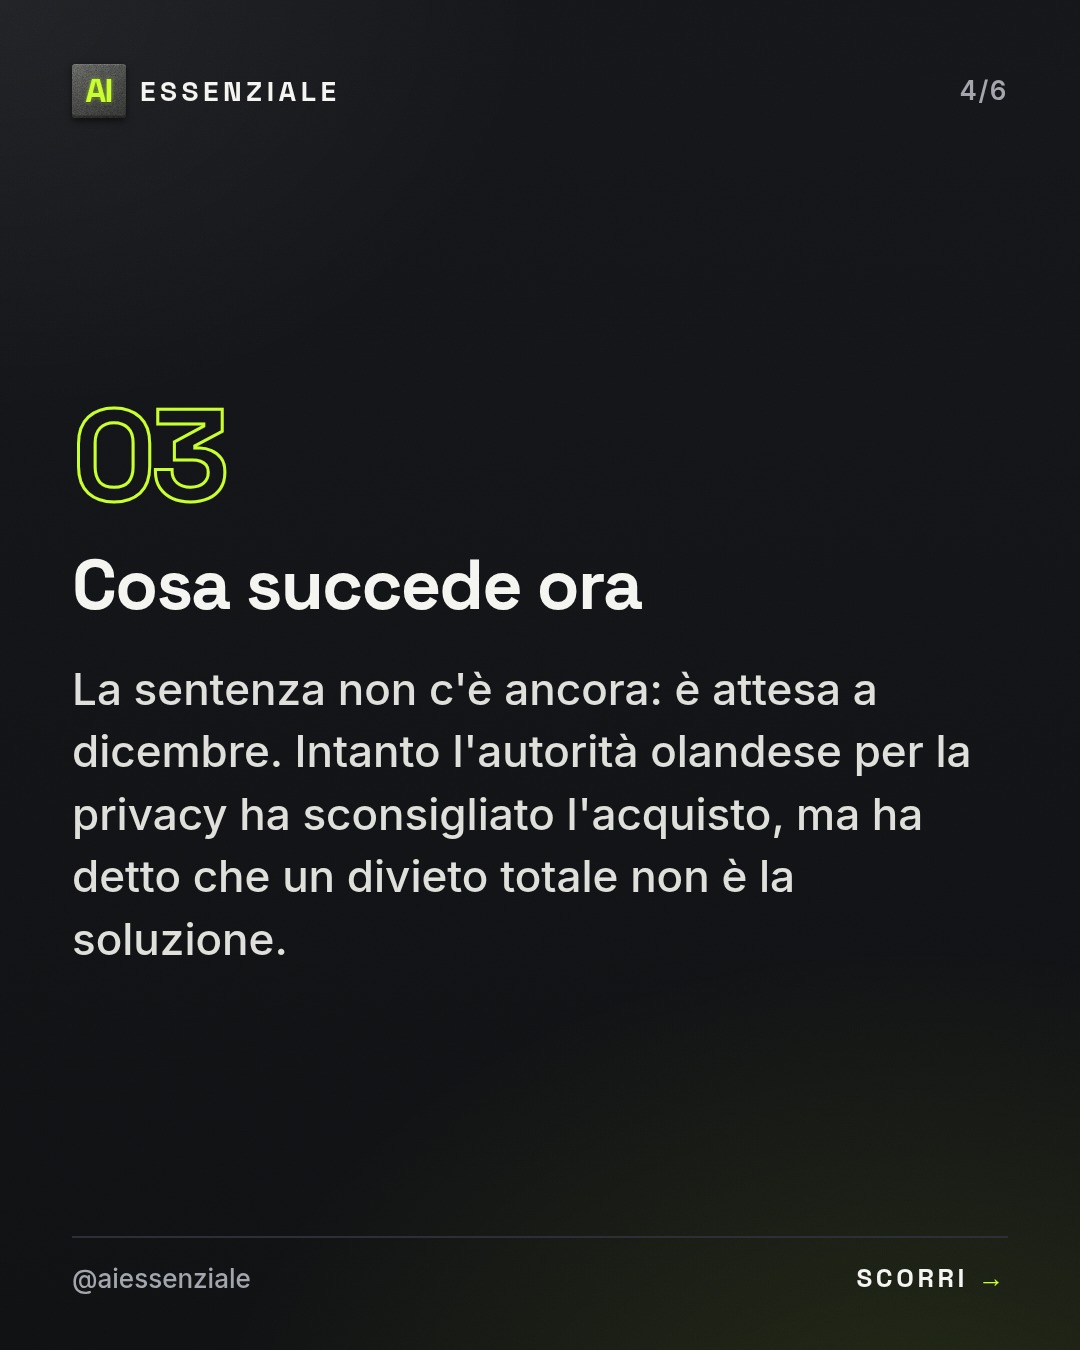 AI ESSENZIALE
4/6
03
Cosa succede ora
La sentenza non c'è ancora: è attesa a
dicembre. Intanto l'autorità olandese per la
privacy ha sconsigliato l'acquisto, ma ha
detto che un divieto totale non è la
soluzione.
@aiessenziale
SCORRI →